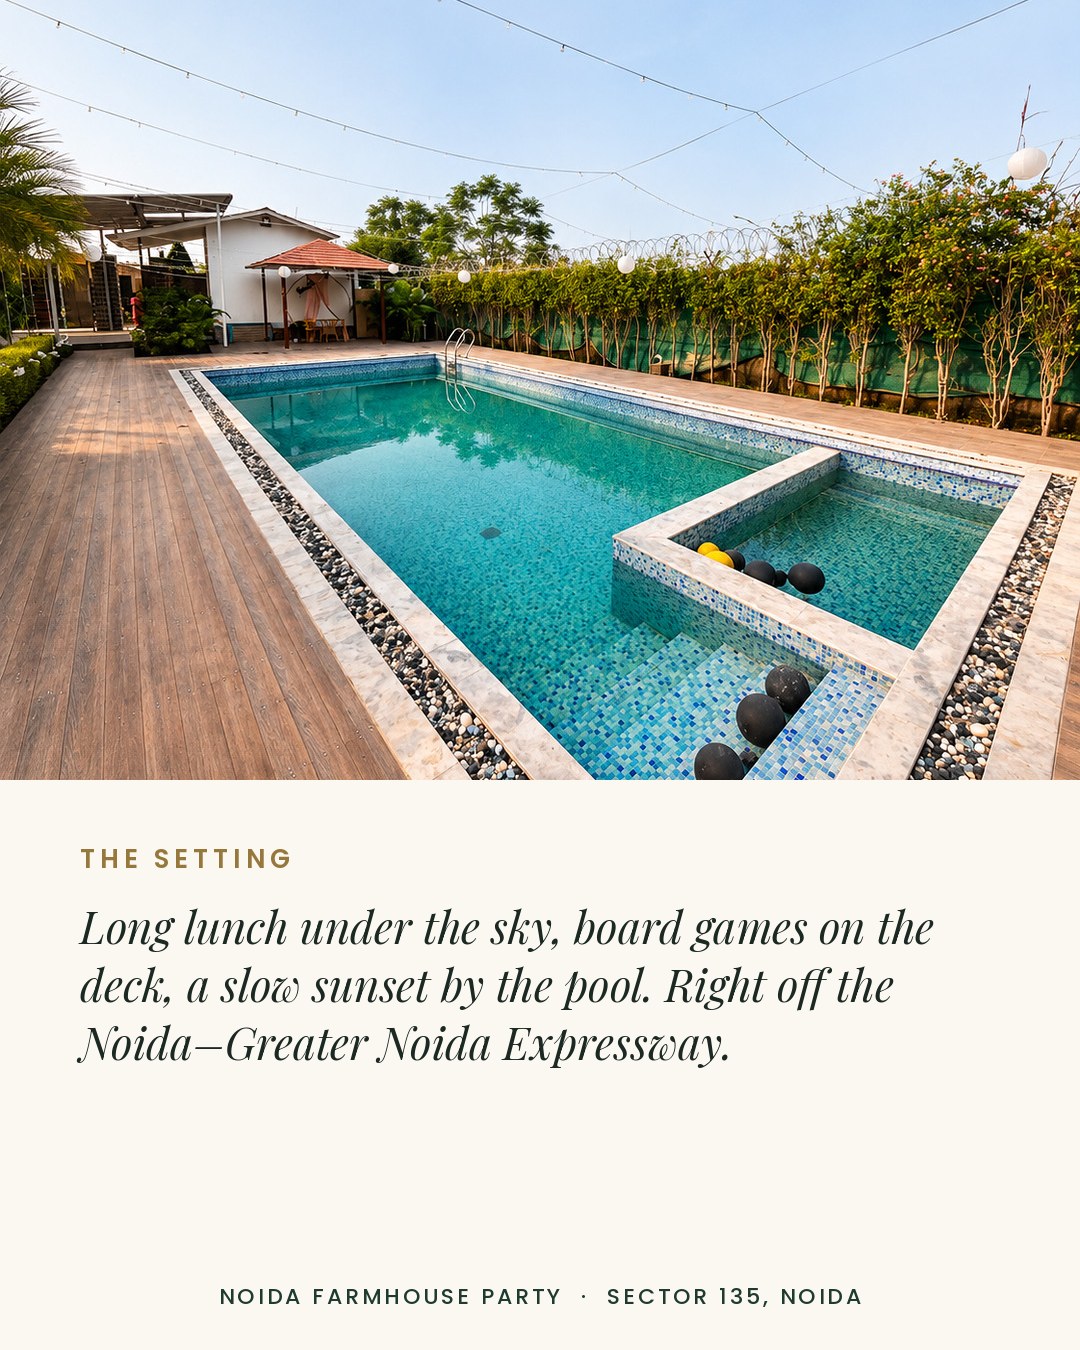 THE SETTING
Long lunch under the sky, board games on the
deck, a slow sunset by the pool. Right off the
Noida—Greater Noida Expressway.
NOIDA FARMHOUSE PARTY · SECTOR 135, NOIDA